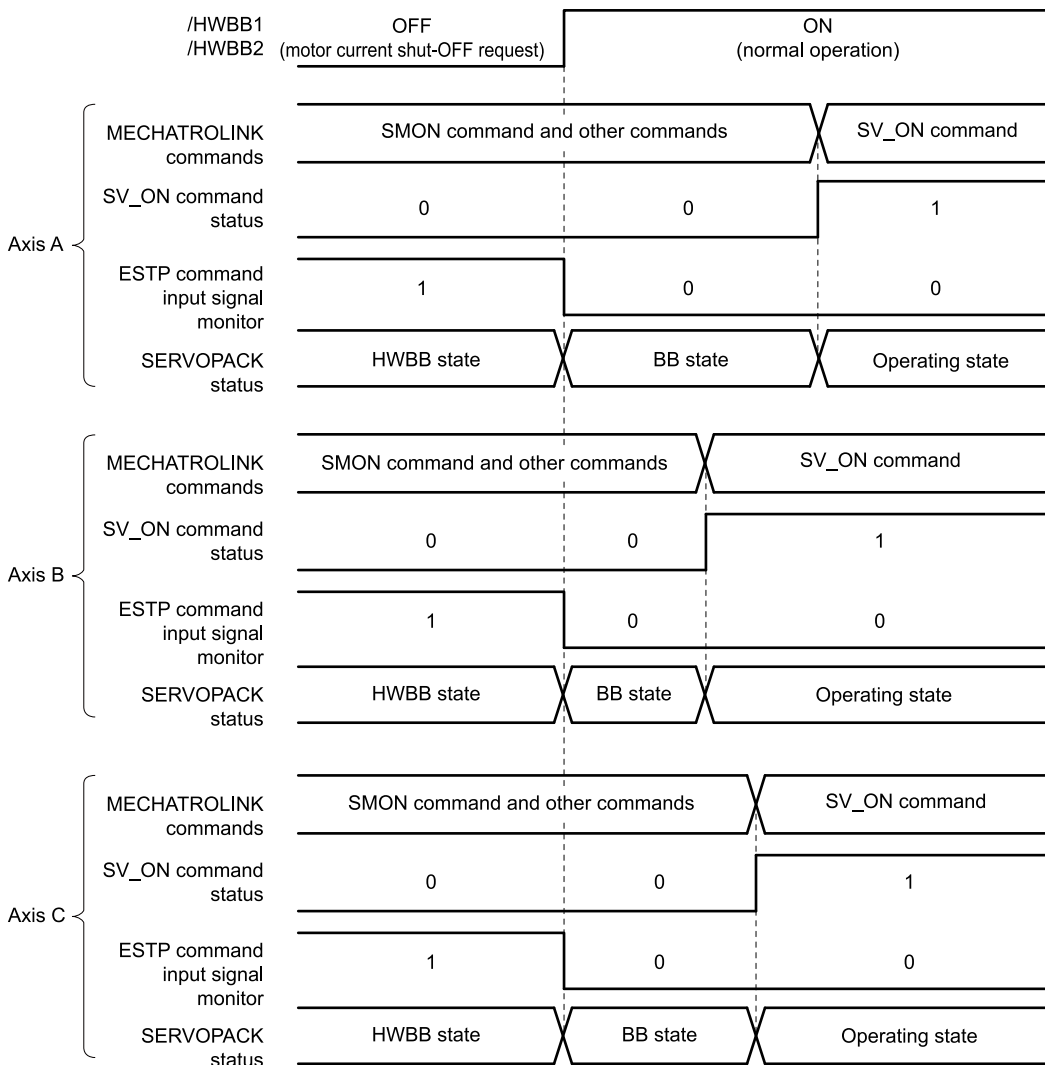 /HWBB1
/HWBB2
OFF
(motor current shut-OFF request)
ON
(normal operation)
Axis A
MECHATROLINK
commands
SMON command and other commands
SV_ON command
SV_ON command
status
0
0
1
ESTP command
input signal
monitor
1
0
0
SERVOPACK
status
HWBB state
BB state
Operating state
Axis B
MECHATROLINK
commands
SMON command and other commands
SV_ON command
SV_ON command
status
0
0
1
ESTP command
input signal
monitor
1
0
0
SERVOPACK
status
HWBB state
BB state
Operating state
Axis C
MECHATROLINK
commands
SMON command and other commands
SV_ON command
SV_ON command
status
0
0
1
ESTP command
input signal
monitor
1
0
0
SERVOPACK
status
HWBB state
BB state
Operating state